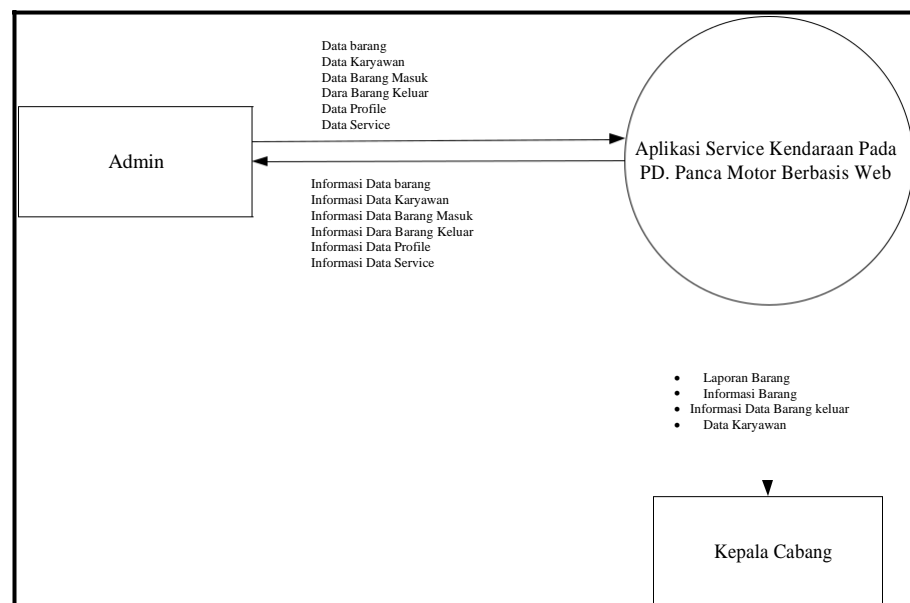 Data barang
Data Karyawan
Data Barang Masuk
Dara Barang Keluar
Data Profile
Data Service
Admin
Aplikasi Service Kendaraan Pada
PD. Panca Motor Berbasis Web
Informasi Data barang
Informasi Data Karyawan
Informasi Data Barang Masuk
Informasi Dara Barang Keluar
Informasi Data Profile
Informasi Data Service
• Laporan Barang
• Informasi Barang
• Informasi Data Barang keluar
• Data Karyawan
Kepala Cabang